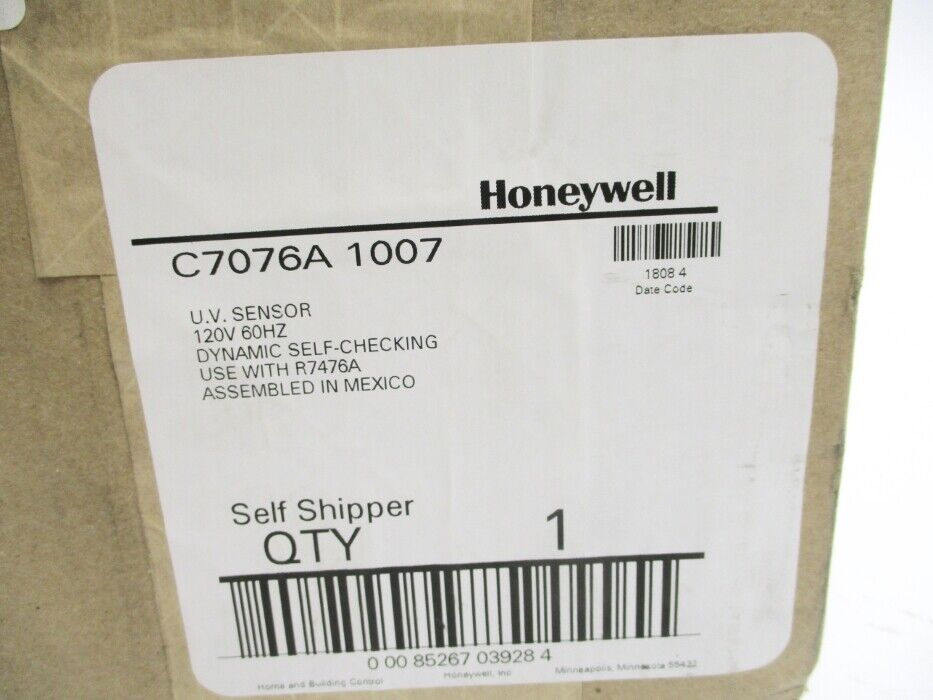 Honeywell
C7076A 1007
1808 4
Date Code
U.V. SENSOR
120V 60HZ
DYNAMIC SELF-CHECKING
USE WITH R7476A
ASSEMBLED IN MEXICO
Self Shipper
QTY 1
0 00 85267 03928 4
Home and Building Control Honeywell, Inc Minneapolis, Minnesota 55422